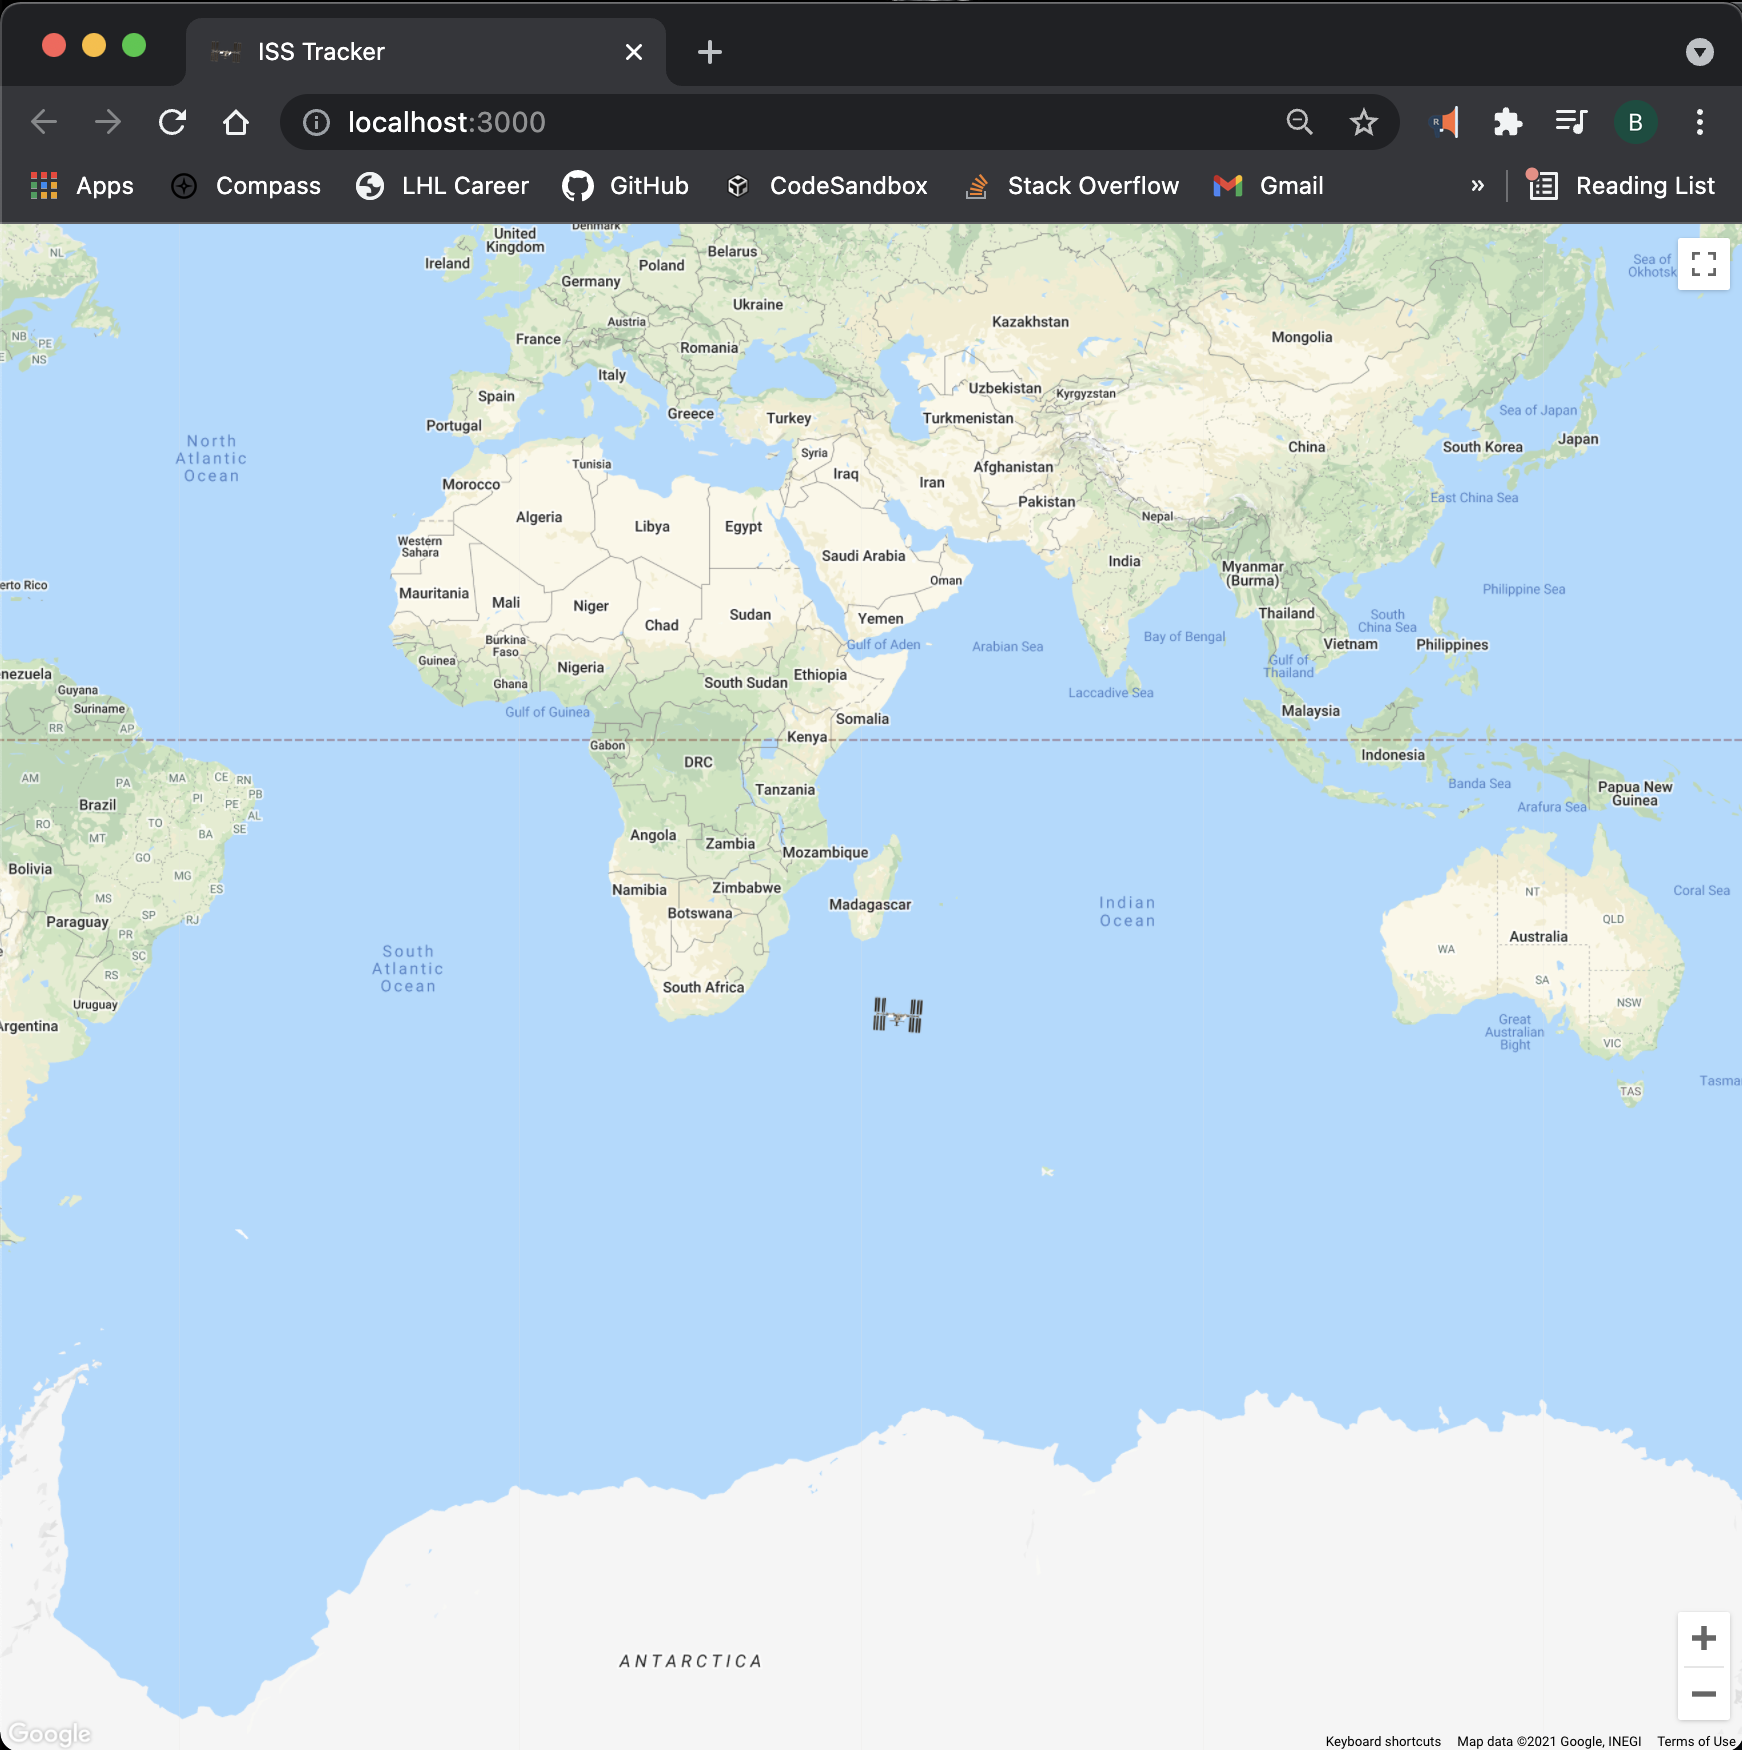 ISS Tracker
localhost:3000
B
Apps
Compass
LHL Career
GitHub
CodeSandbox
Stack Overflow
Gmail
»
Reading List
Denmark
United
Kingdom
Ireland
NL
Belarus
Poland
Germany
Sea of
Okhotsk
Ukraine
Austria
Kazakhstan
Mongolia
NB
PE
NS
France
Romania
Italy
Uzbekistan
Kyrgyzstan
Spain
Greece
Turkey
Turkmenistan
Sea of Japan
Portugal
North
Atlantic
Ocean
Syria
China
South Korea
Japan
Tunisia
Iraq
Afghanistan
Morocco
Iran
Pakistan
East China Sea
Algeria
Libya
Egypt
Nepal
Western
Sahara
Saudi Arabia
India
Myanmar
(Burma)
Oman
erto Rico
Philippine Sea
Mauritania
Mali
Niger
Chad
Sudan
Yemen
Thailand
South
China Sea
Burkina
Faso
Gulf of Aden
Arabian Sea
Bay of Bengal
Vietnam
Philippines
Guinea
Nigeria
Gulf of
Thailand
nezuela
Ghana
South Sudan
Ethiopia
Laccadive Sea
Guyana
Suriname
Gulf of Guinea
Somalia
Malaysia
RR
AP
Gabon
Kenya
Indonesia
DRC
AM
PA
MA
CE
RN
Tanzania
Banda Sea
Papua New
Guinea
Brazil
PI
PE
PB
AL
Arafura Sea
RO
MT
TO
BA
SE
Angola
Zambia
Mozambique
GO
Bolivia
MG
ES
Namibia
Zimbabwe
Madagascar
Indian
Ocean
NT
Coral Sea
MS
SP
RJ
Botswana
QLD
Paraguay
PR
Australia
WA
South
Atlantic
Ocean
SC
RS
SA
South Africa
Uruguay
NSW
Argentina
Great
Australian
Bight
VIC
TAS
Tasma
ANTARCTICA
Google
Keyboard shortcuts
Map data ©2021 Google, INEGI
Terms of Use